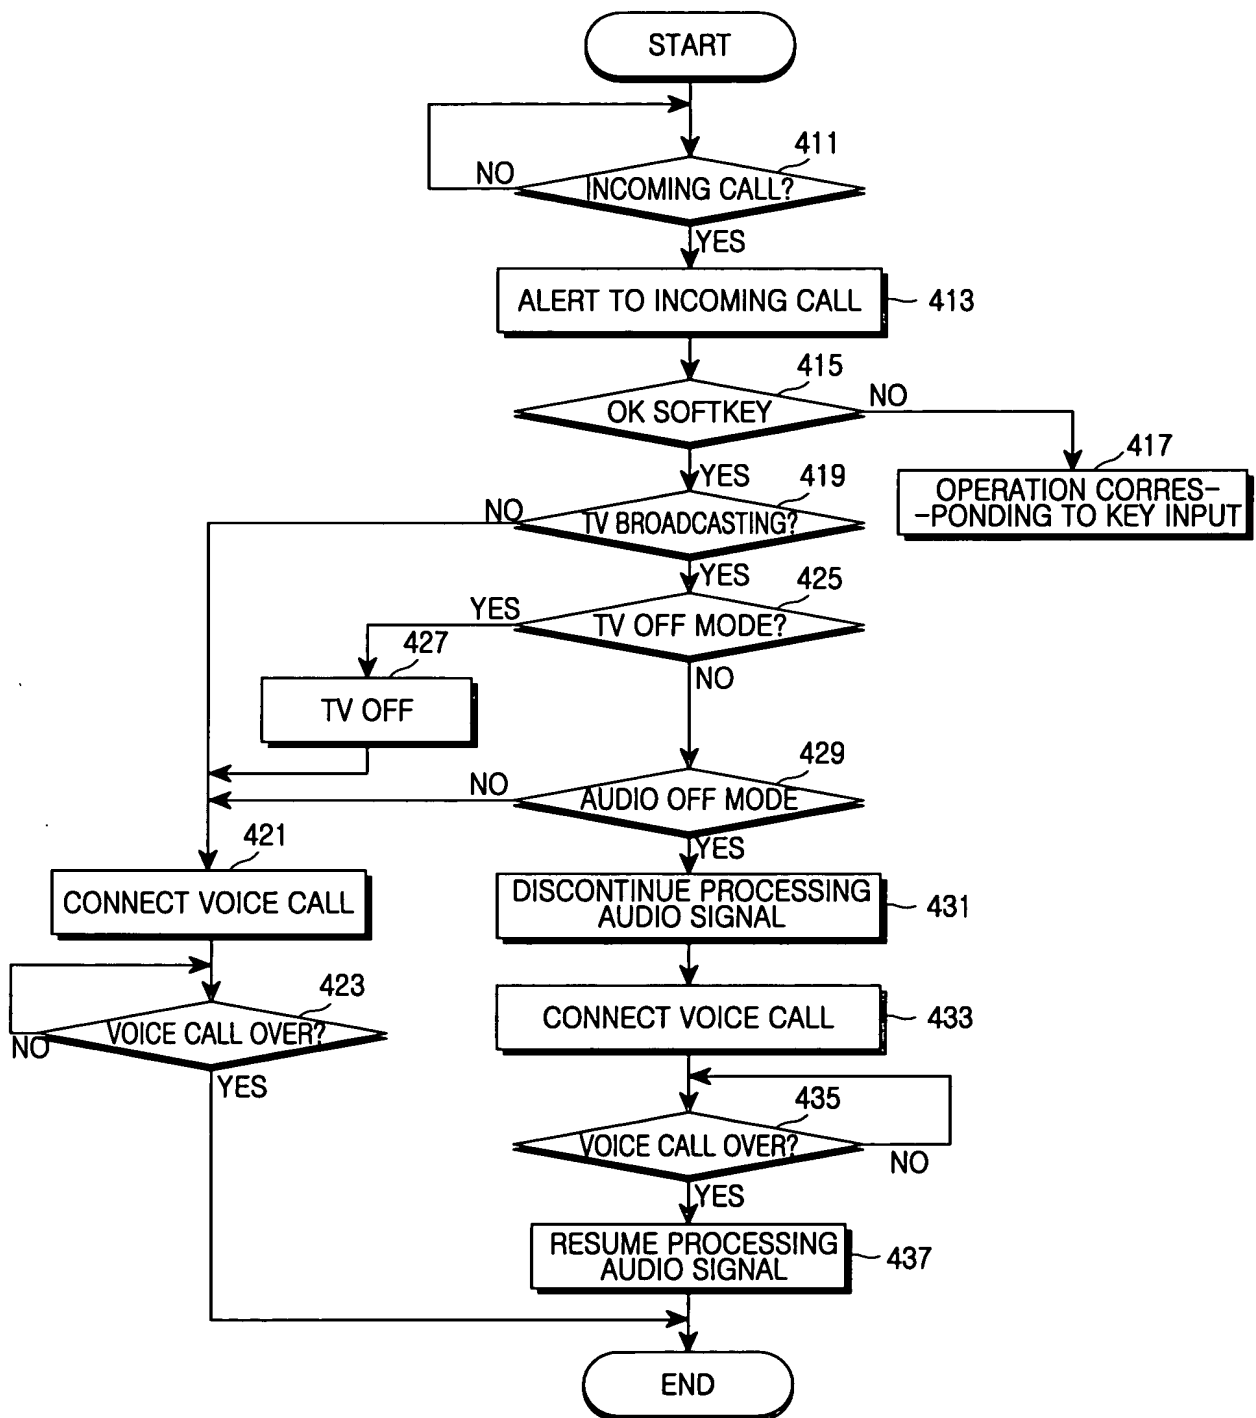 START
411
NO
INCOMING CALL?
YES
ALERT TO INCOMING CALL
413
415
OK SOFTKEY
NO
YES
417
OPERATION CORRES-
-PONDING TO KEY INPUT
419
NO
TV BROADCASTING?
YES
425
YES
TV OFF MODE?
NO
427
TV OFF
429
NO
AUDIO OFF MODE
YES
421
CONNECT VOICE CALL
DISCONTINUE PROCESSING
AUDIO SIGNAL
431
423
VOICE CALL OVER?
NO
YES
CONNECT VOICE CALL
433
435
VOICE CALL OVER?
NO
YES
RESUME PROCESSING
AUDIO SIGNAL
437
END